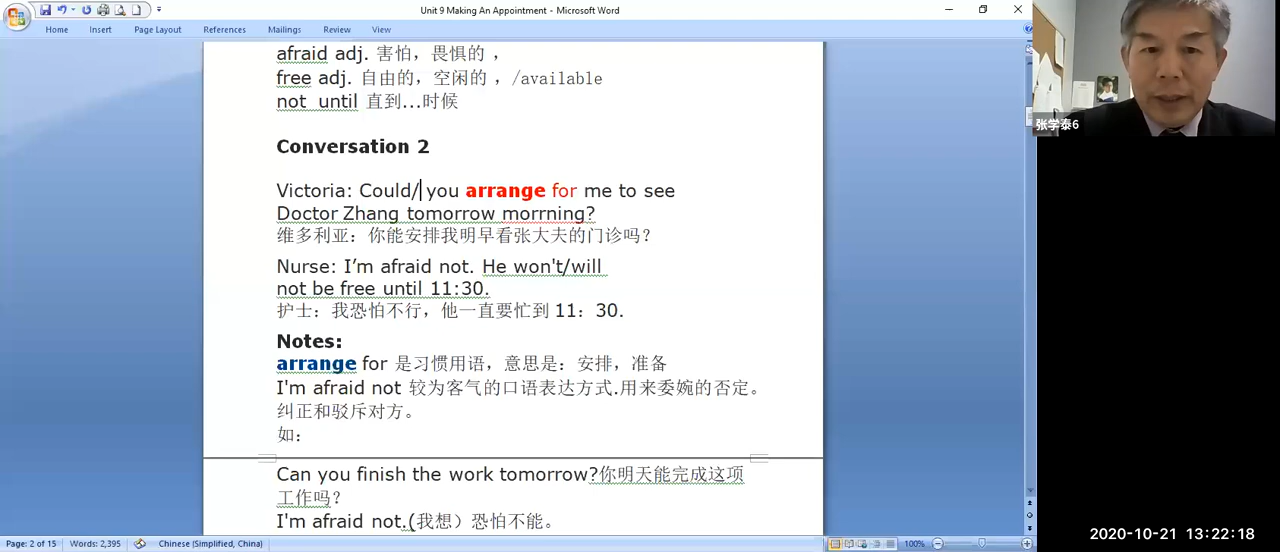 Unit 9 Making An Appointment - Microsoft Word
Home Insert Page Layout References Mailings Review View
afraid adj. 害怕，畏惧的 ，
free adj. 自由的，空闲的 ，/available
not  until 直到...时候
Conversation 2
Victoria: Could/ you arrange for me to see
Doctor Zhang tomorrow morrning?
维多利亚：你能安排我明早看张大夫的门诊吗？
Nurse: I’m afraid not. He won't/will
not be free until 11:30.
护士：我恐怕不行，他一直要忙到 11：30.
Notes:
arrange for 是习惯用语，意思是：安排，准备
I'm afraid not 较为客气的口语表达方式.用来委婉的否定。
纠正和驳斥对方。
如：
Can you finish the work tomorrow?你明天能完成这项
工作吗？
I'm afraid not.(我想）恐怕不能。
Page: 2 of 15 Words: 2,395 Chinese (Simplified, China) 100%
张学泰6
2020-10-21 13:22:18